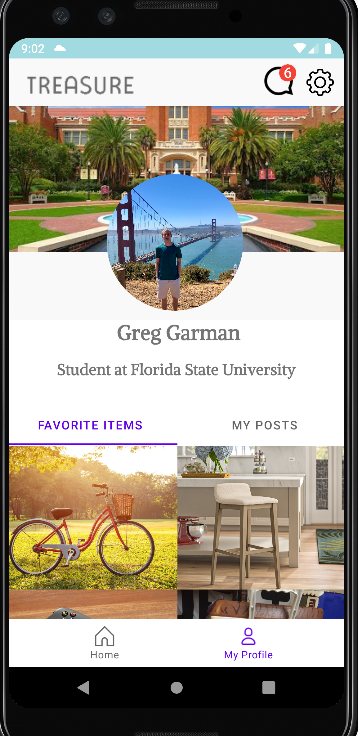 9:02
TREASURE
6
Greg Garman
Student at Florida State University
FAVORITE ITEMS
MY POSTS
Home
My Profile